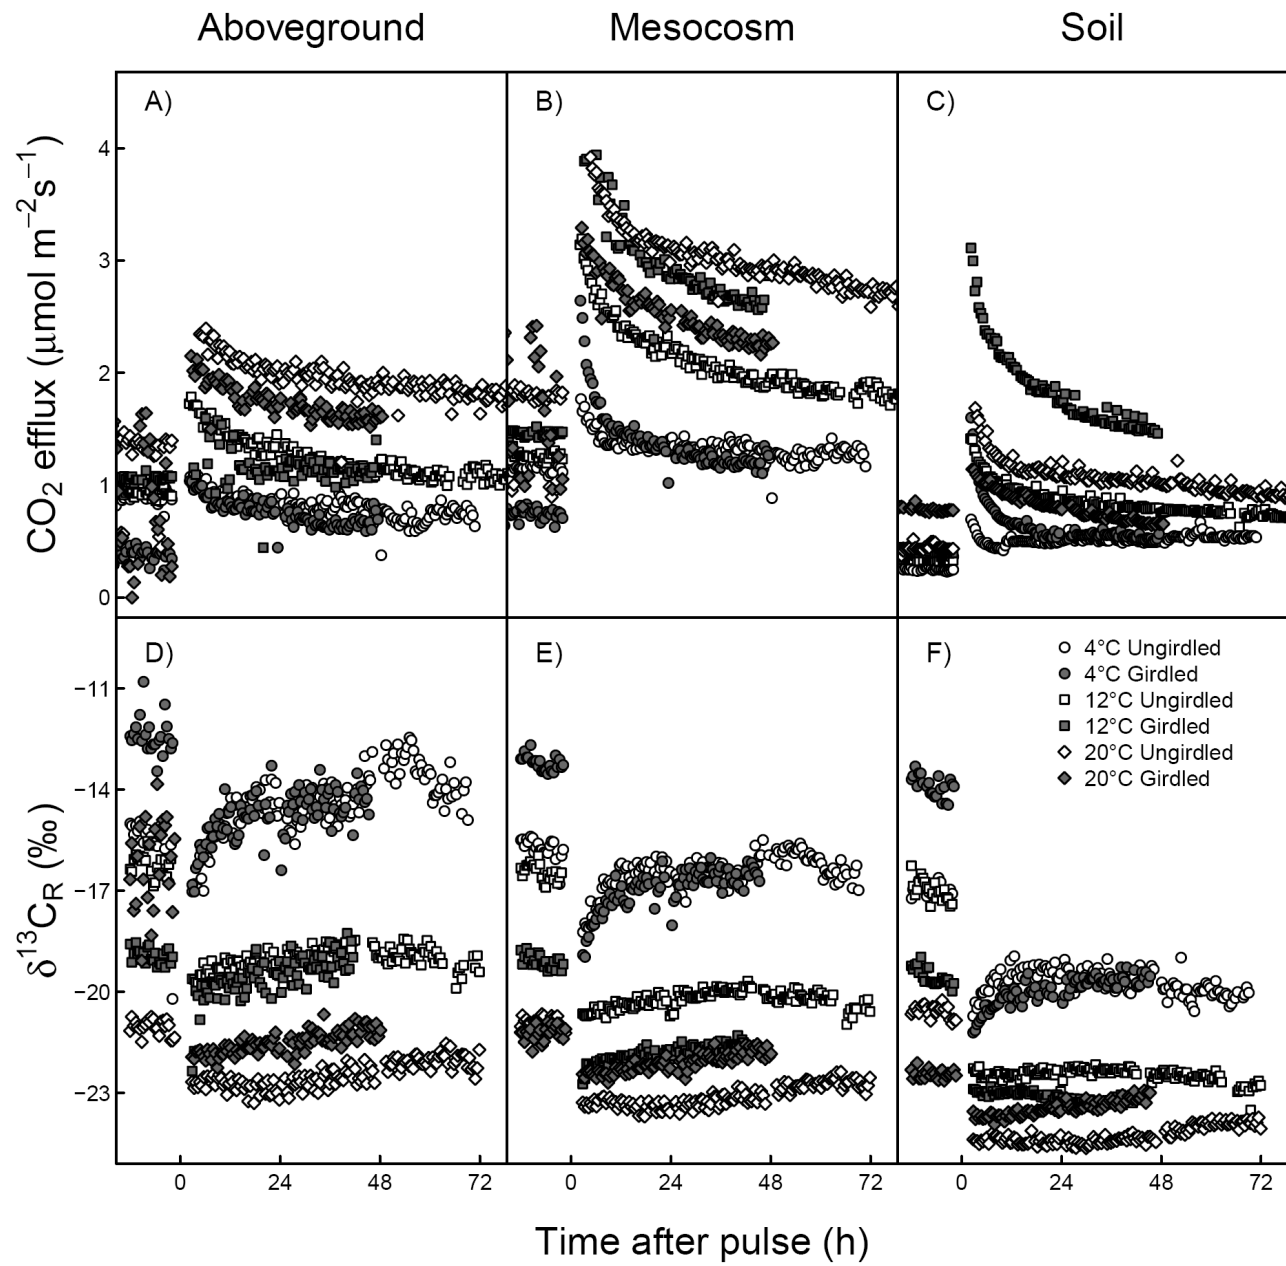 Aboveground Mesocosm Soil
A) B) C)
CO₂ efflux (μmol m⁻²s⁻¹)
4
3
2
1
0
D) E) F)
4°C Ungirdled
4°C Girdled
12°C Ungirdled
12°C Girdled
20°C Ungirdled
20°C Girdled
δ¹³C_R (‰)
−11
−14
−17
−20
−23
0 24 48 72 0 24 48 72 0 24 48 72
Time after pulse (h)